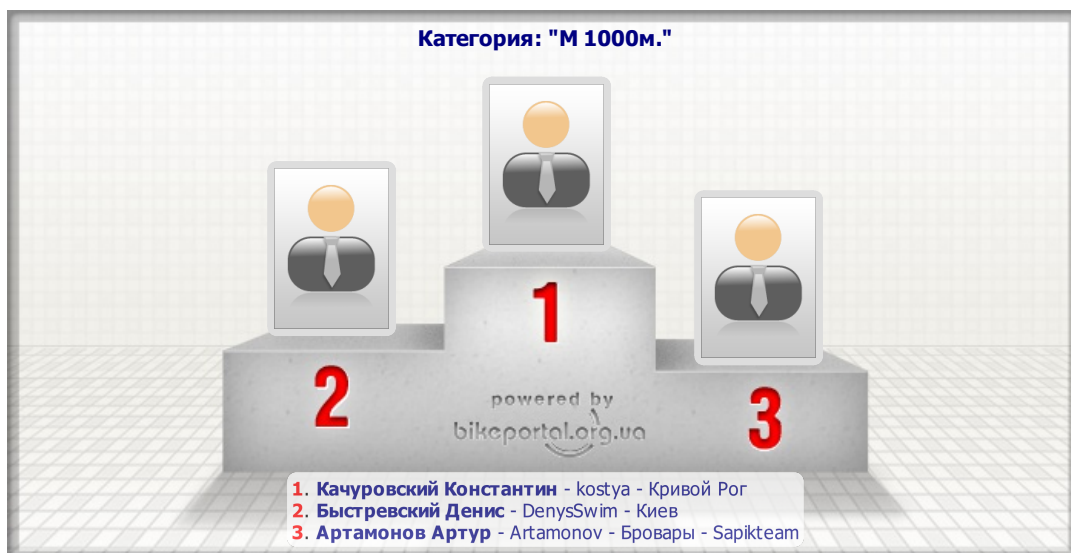 Категория: "М 1000м."
1
2
3
powered by
bikeportal.org.ua
1. Качуровский Константин - kostya - Кривой Рог
2. Быстревский Денис - DenysSwim - Киев
3. Артамонов Артур - Artamonov - Бровары - Sapikteam